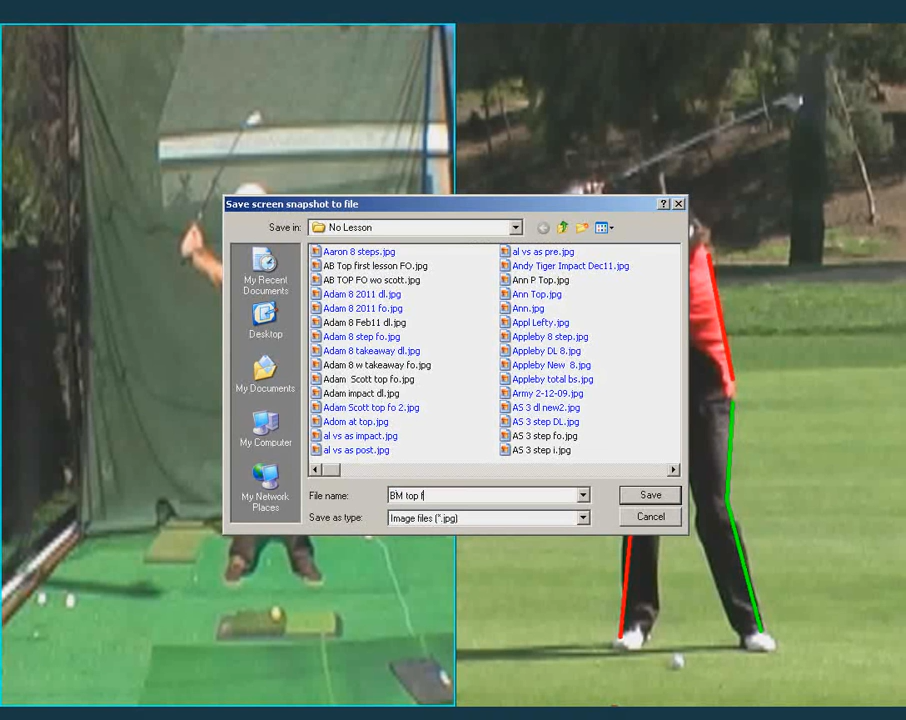 Save screen snapshot to file
Save in: No Lesson
My Recent
Documents
Desktop
My Documents
My Computer
My Network
Places
Aaron 8 steps.jpg
AB Top first lesson FO.jpg
AB TOP FO wo scott.jpg
Adam 8 2011 dl.jpg
Adam 8 2011 fo.jpg
Adam 8 Feb11 dl.jpg
Adam 8 step fo.jpg
Adam 8 takeaway dl.jpg
Adam 8 w takeaway fo.jpg
Adam Scott top fo.jpg
Adam impact dl.jpg
Adam Scott top fo 2.jpg
Adom at top.jpg
al vs as impact.jpg
al vs as post.jpg
al vs as pre.jpg
Andy Tiger Impact Dec11.jpg
Ann P Top.jpg
Ann Top.jpg
Ann.jpg
Appl Lefty.jpg
Appleby 8 step.jpg
Appleby DL 8.jpg
Appleby New 8.jpg
Appleby total bs.jpg
Army 2-12-09.jpg
AS 3 dl new2.jpg
AS 3 step DL.jpg
AS 3 step fo.jpg
AS 3 step i.jpg
File name: BM top f Save
Save as type: Image files (*.jpg) Cancel